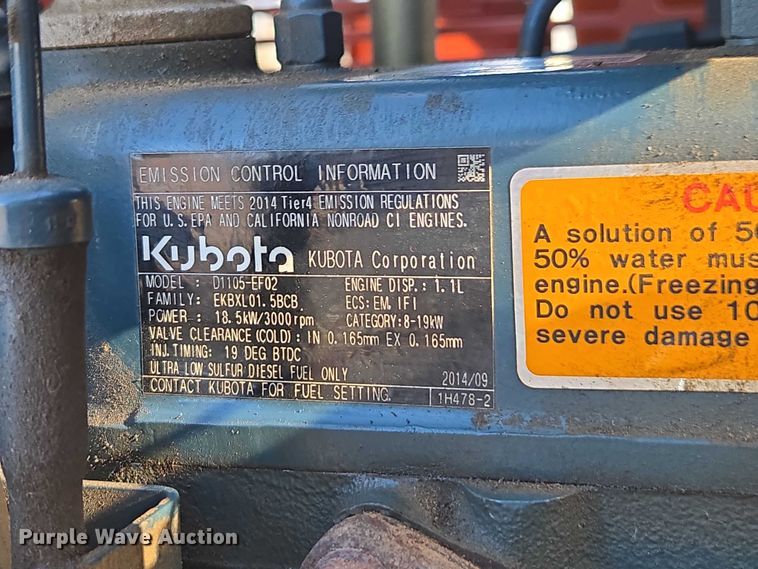 EMISSION CONTROL INFORMATION
THIS ENGINE MEETS 2014 Tier4 EMISSION REGULATIONS
FOR U.S. EPA AND CALIFORNIA NONROAD CI ENGINES.
Kubota KUBOTA Corporation
MODEL : D1105-EF02 ENGINE DISP.: 1.1L
FAMILY: EKBXL01.5BCB ECS: EM, IFI
POWER : 18.5kW/3000rpm CATEGORY:8-19kW
VALVE CLEARANCE (COLD) : IN 0.165mm EX 0.165mm
INJ.TIMING: 19 DEG BTDC
ULTRA LOW SULFUR DIESEL FUEL ONLY 2014/09
CONTACT KUBOTA FOR FUEL SETTING. 1H478-2
CAU
A solution of 50
50% water mus
engine.(Freezing
Do not use 10
severe damage
Purple Wave Auction®